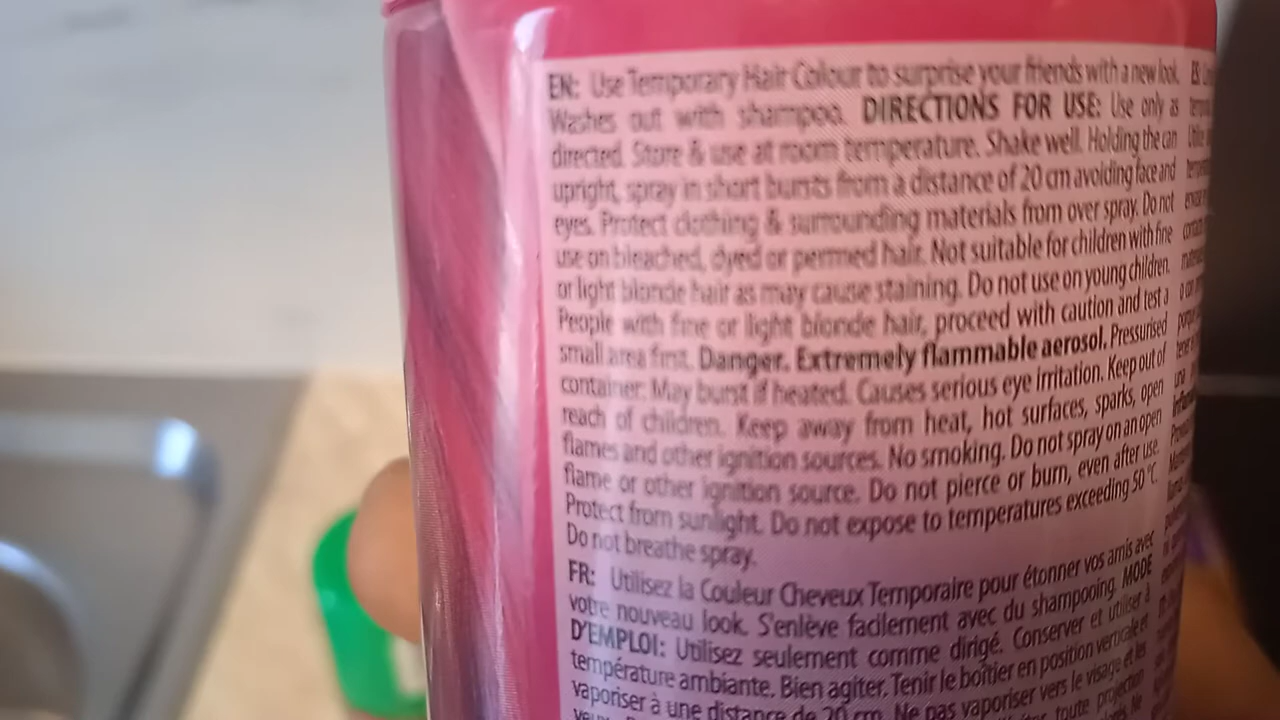 EN: Use Temporary Hair Colour to surprise your friends with a new look.
Washes out with shampoo. DIRECTIONS FOR USE: Use only as
directed. Store & use at room temperature. Shake well. Holding the can
upright, spray in short bursts from a distance of 20 cm avoiding face and
eyes. Protect clothing & surrounding materials from over spray. Do not
use on bleached, dyed or permed hair. Not suitable for children with fine
or light blonde hair as may cause staining. Do not use on young children.
People with fine or light blonde hair, proceed with caution and test a
small area first. Danger. Extremely flammable aerosol. Pressurised
container: May burst if heated. Causes serious eye irritation. Keep out of
reach of children. Keep away from heat, hot surfaces, sparks, open
flames and other ignition sources. No smoking. Do not spray on an open
flame or other ignition source. Do not pierce or burn, even after use.
Protect from sunlight. Do not expose to temperatures exceeding 50 °C.
Do not breathe spray.
FR: Utilisez la Couleur Cheveux Temporaire pour étonner vos amis avec
votre nouveau look. S'enlève facilement avec du shampooing. MODE
D'EMPLOI: Utilisez seulement comme dirigé. Conserver et utiliser à
température ambiante. Bien agiter. Tenir le boîtier en position verticale et
vaporiser à une distance de 20 cm. Ne pas vaporiser vers le visage et les
toute projection